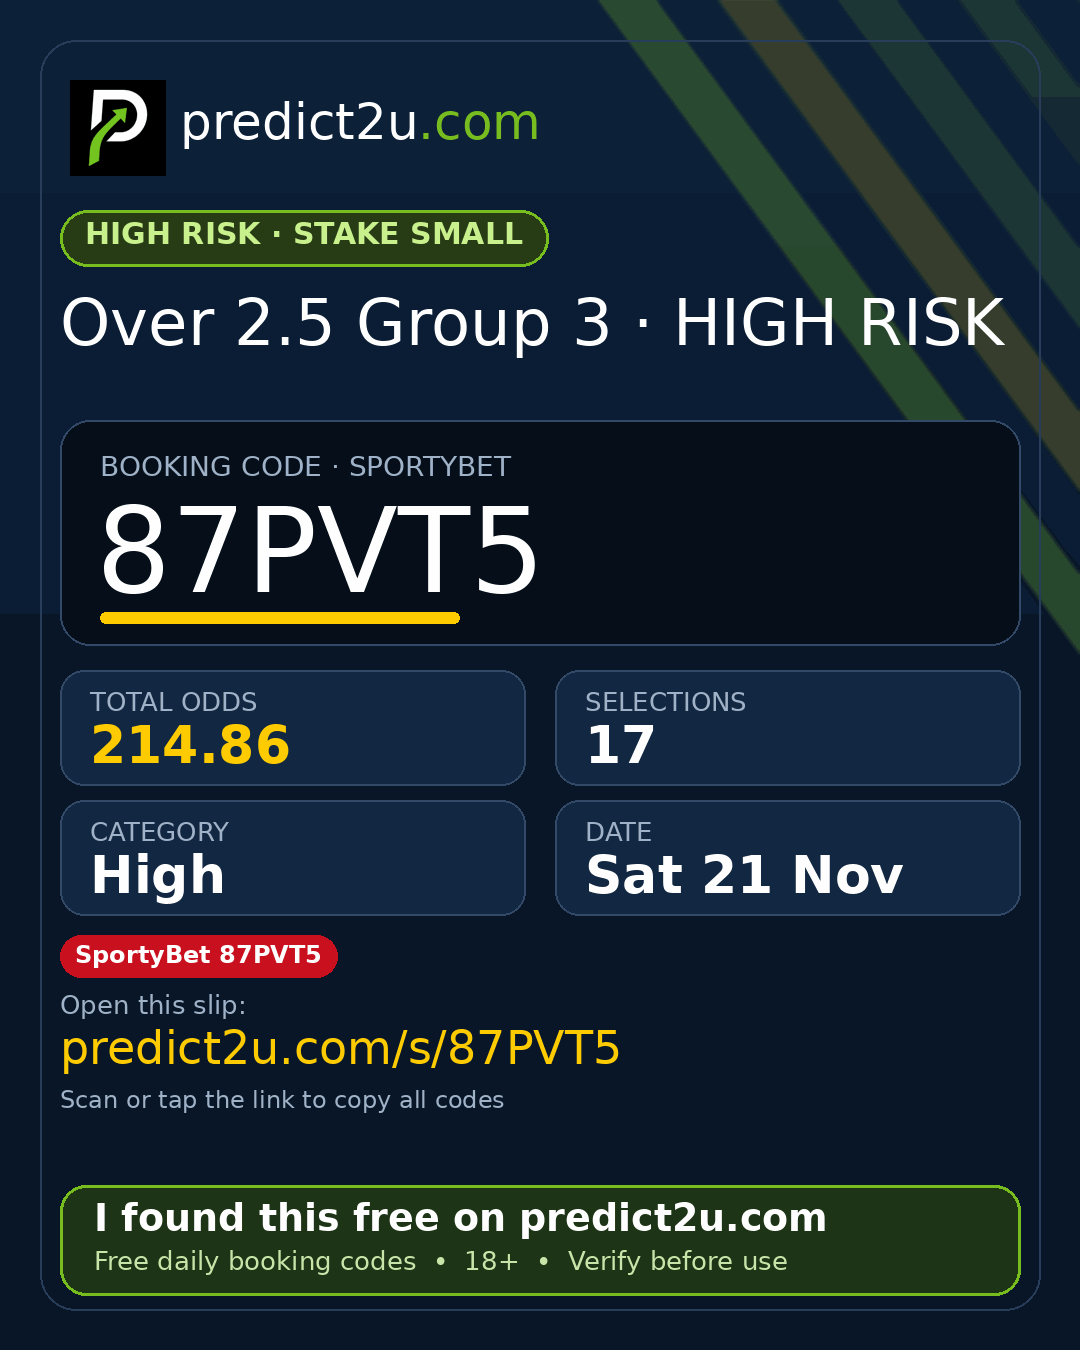 predict2u.com
HIGH RISK · STAKE SMALL
Over 2.5 Group 3 · HIGH RISK
BOOKING CODE · SPORTYBET
87PVT5
TOTAL ODDS
214.86
SELECTIONS
17
CATEGORY
High
DATE
Sat 21 Nov
SportyBet 87PVT5
Open this slip:
predict2u.com/s/87PVT5
Scan or tap the link to copy all codes
I found this free on predict2u.com
Free daily booking codes • 18+ • Verify before use